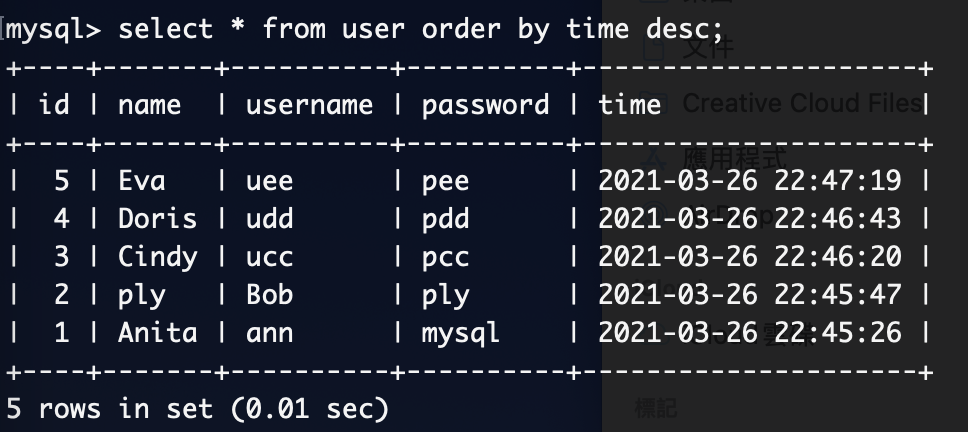 mysql> select * from user order by time desc;
+----+-------+----------+----------+---------------------+
| id | name | username | password | time |
+----+-------+----------+----------+---------------------+
| 5 | Eva | uee | pee | 2021-03-26 22:47:19 |
| 4 | Doris | udd | pdd | 2021-03-26 22:46:43 |
| 3 | Cindy | ucc | pcc | 2021-03-26 22:46:20 |
| 2 | ply | Bob | ply | 2021-03-26 22:45:47 |
| 1 | Anita | ann | mysql | 2021-03-26 22:45:26 |
+----+-------+----------+----------+---------------------+
5 rows in set (0.01 sec)
文件
Creative Cloud Files
應用程式
標記